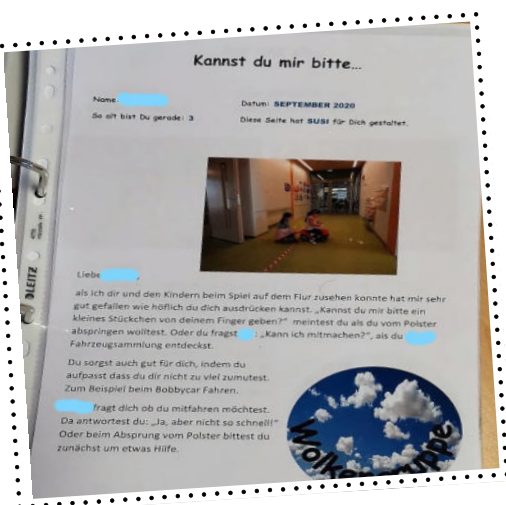 Kannst du mir bitte...
Name
Datum: SEPTEMBER 2020
So alt bist Du gerade: 3
Diese Seite hat SUSI für Dich gestaltet.
Liebe
als ich dir und den Kindern beim Spiel auf dem Flur zusehen konnte hat mir sehr
gut gefallen wie höflich du dich ausdrücken kannst. „Kannst du mir bitte ein
kleines Stückchen von deinem Finger geben?“ meintest du als du vom Polster
abspringen wolltest. Oder du fragst : „Kann ich mitmachen?“, als du
Fahrzeugsammlung entdeckst.
Du sorgst auch gut für dich, indem du
aufpasst dass du dir nicht zu viel zumutest.
Zum Beispiel beim Bobbycar Fahren.
fragt dich ob du mitfahren möchtest.
Da antwortest du: „Ja, aber nicht so schnell!“
Oder beim Absprung vom Polster bittest du
zunächst um etwas Hilfe.
LEITZ